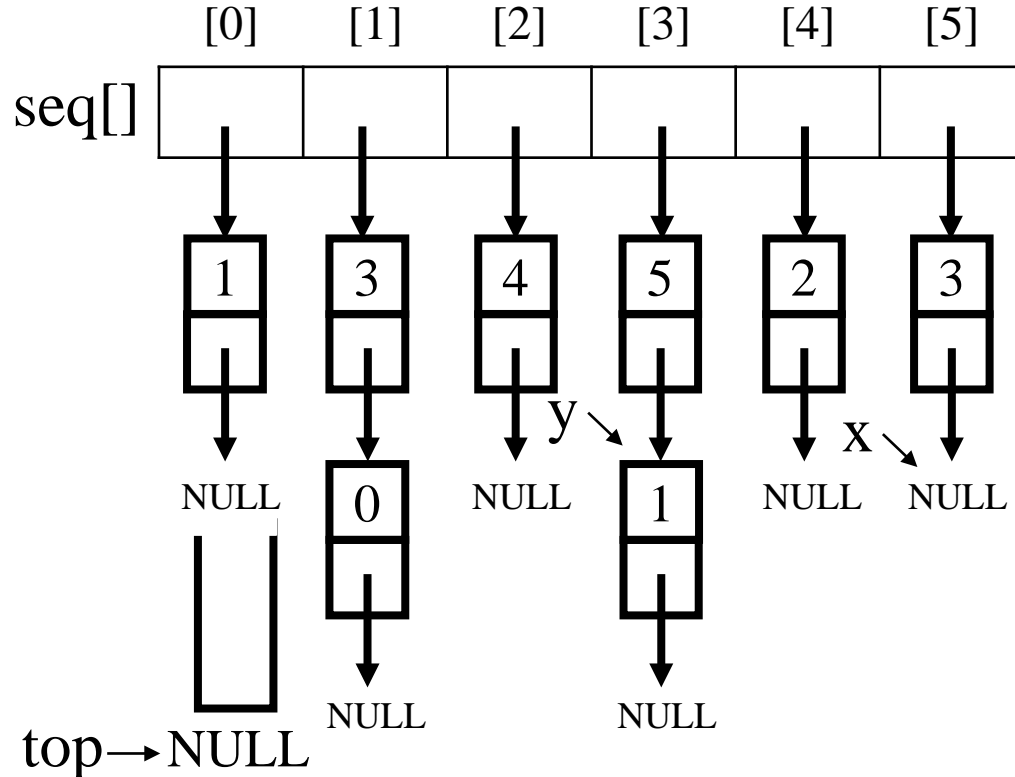 [0] [1] [2] [3] [4] [5]
seq[]
1 3 4 5 2 3
y x
NULL 0 NULL 1 NULL NULL
NULL NULL
top NULL